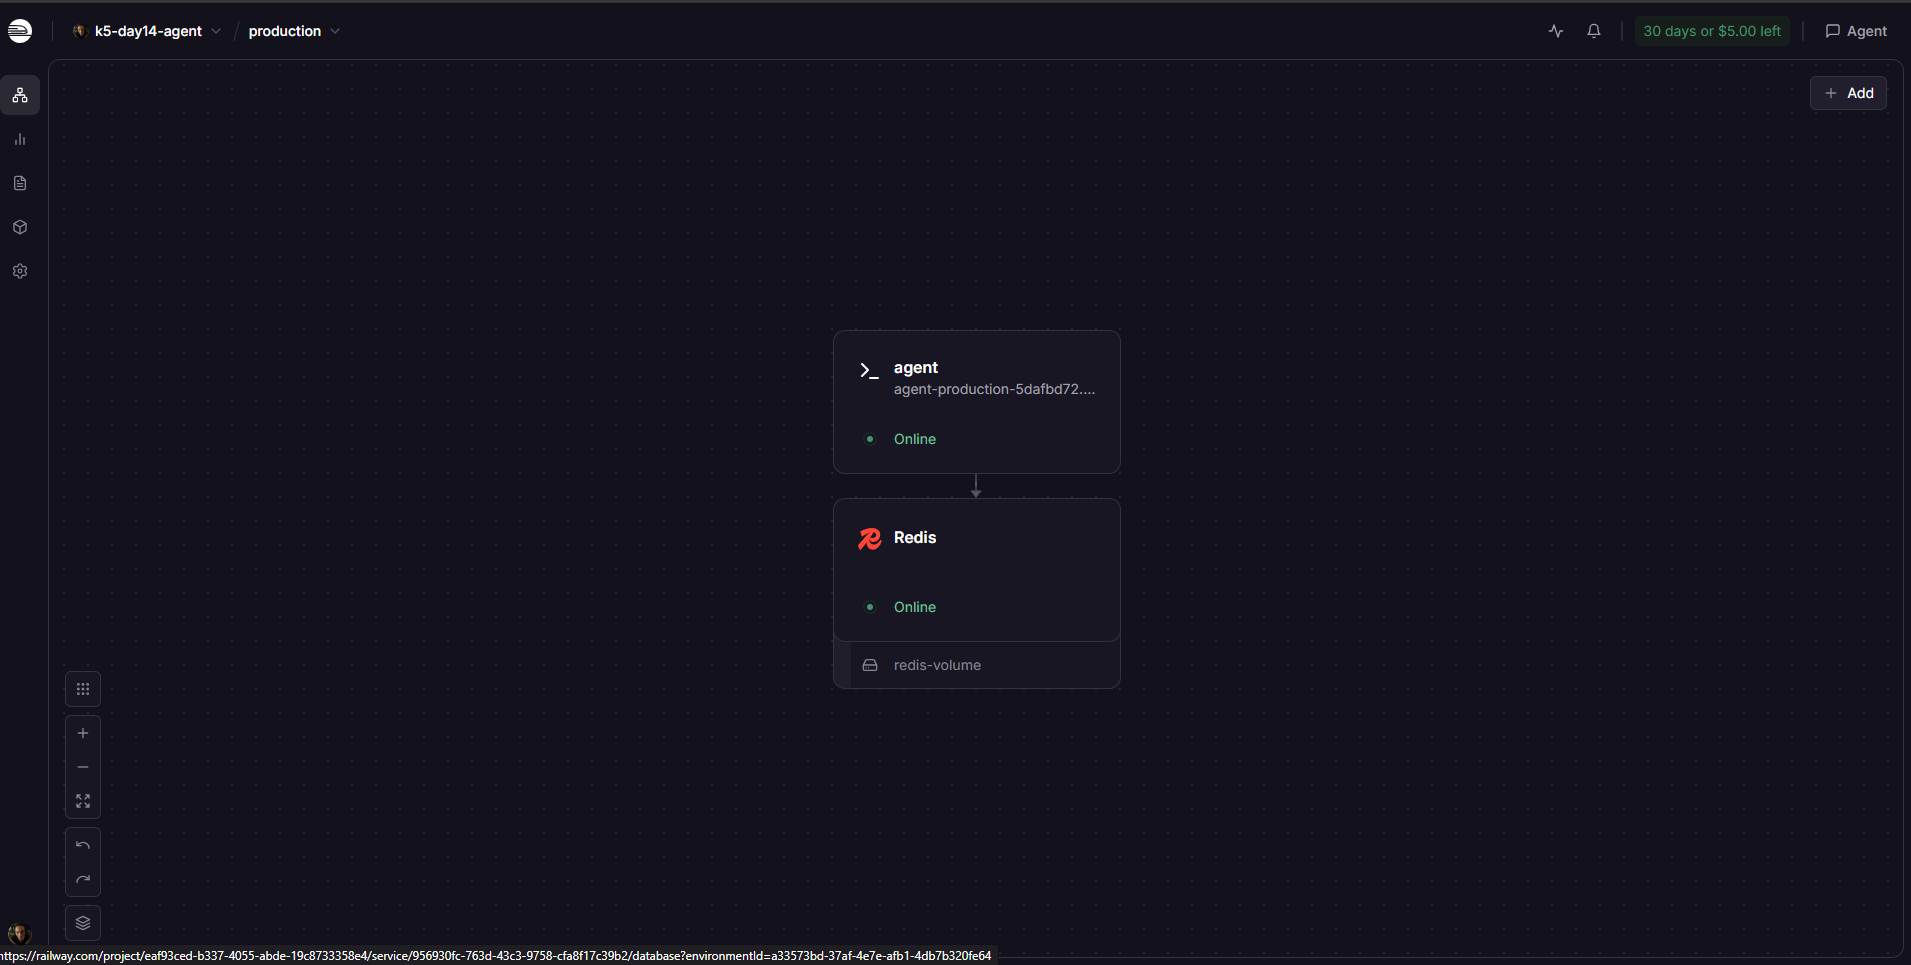 k5-day14-agent / production
30 days or $5.00 left
Agent
Add
agent
agent-production-5dafbd72....
Online
Redis
Online
redis-volume
https://railway.com/project/eaf93ced-b337-4055-abde-19c8733358e4/service/956930fc-763d-43c3-9758-cfa8f17c39b2/database?environmentId=a33573bd-37af-4e7e-afb1-4db7b320fe64